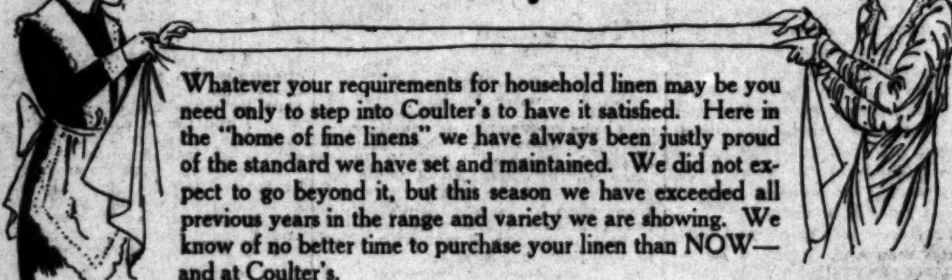 Whatever your requirements for household linen may be you
need only to step into Coulter's to have it satisfied. Here in
the "home of fine linens" we have always been justly proud
of the standard we have set and maintained. We did not ex-
pect to go beyond it, but this season we have exceeded all
previous years in the range and variety we are showing. We
know of no better time to purchase your linen than NOW—
and at Coulter's.